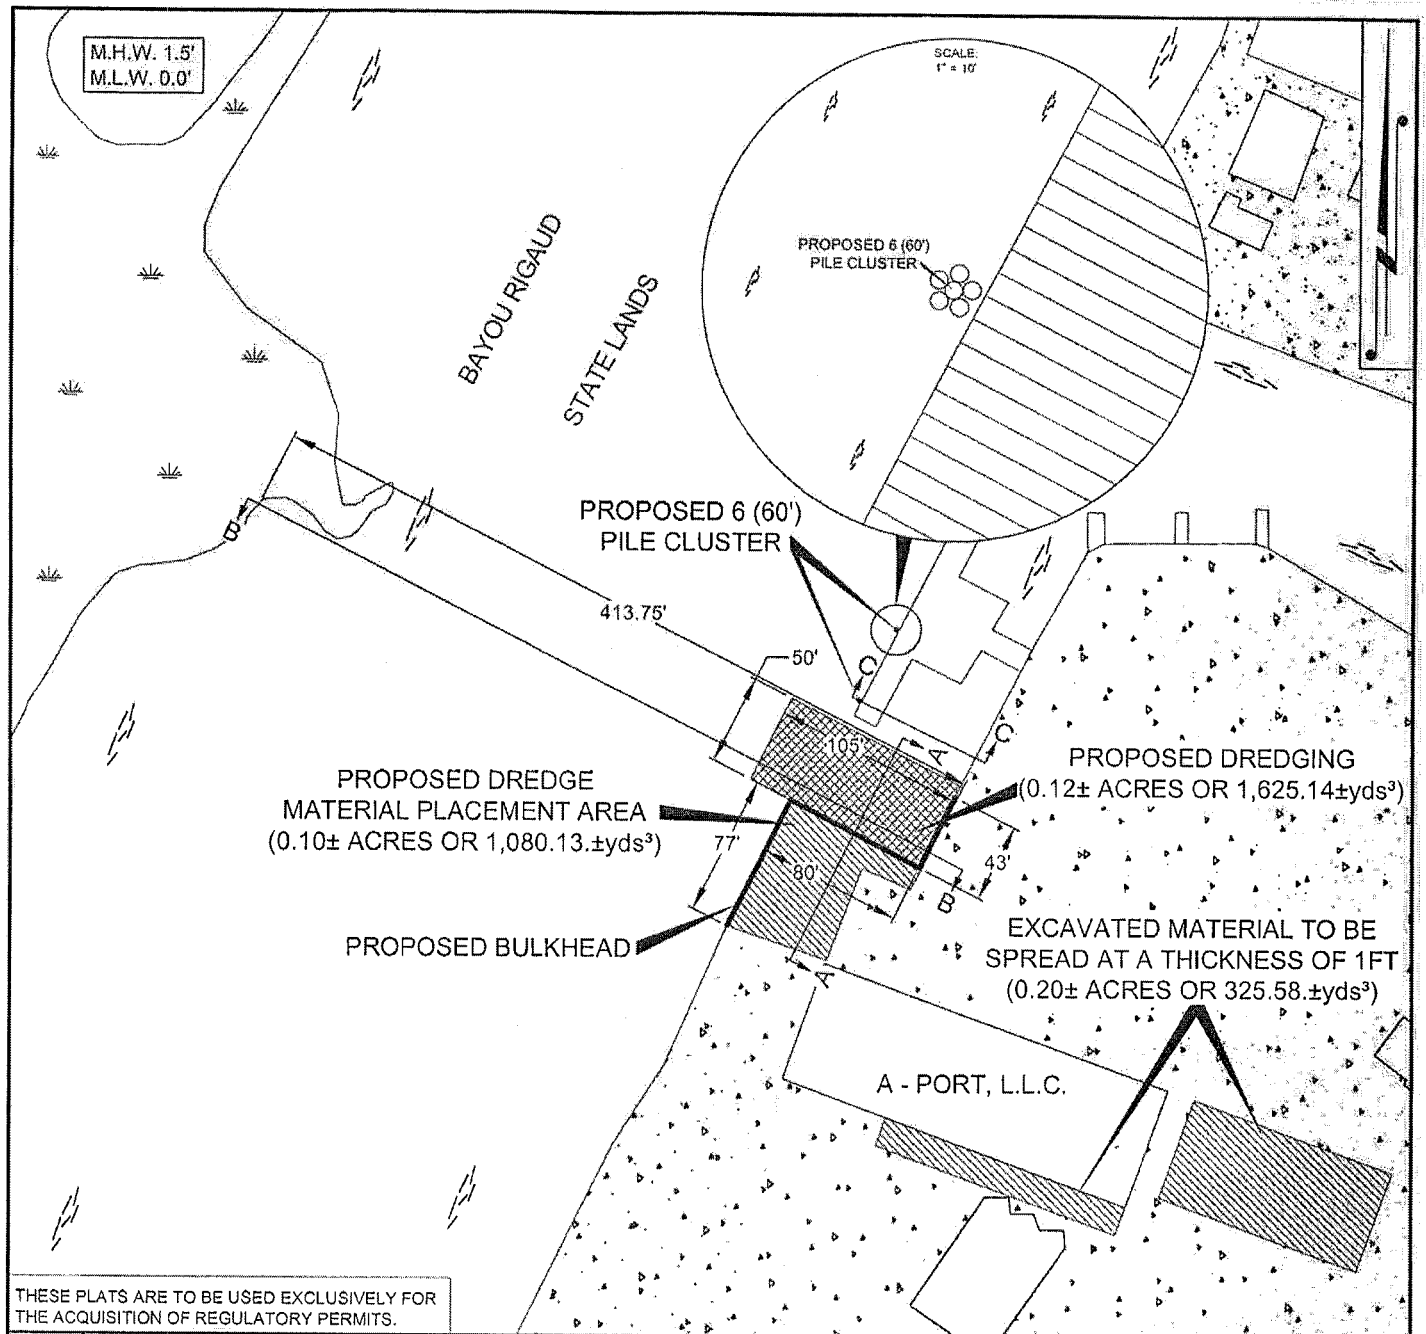 M.H.W. 1.5'
M.L.W. 0.0'
SCALE:
1" = 10'
PROPOSED 6 (60')
PILE CLUSTER
BAYOU RIGAUD
STATE LANDS
PROPOSED 6 (60')
PILE CLUSTER
B
413.75'
50'
C
C
105'
A
PROPOSED DREDGING
(0.12± ACRES OR 1,625.14±yds³)
PROPOSED DREDGE
MATERIAL PLACEMENT AREA
(0.10± ACRES OR 1,080.13.±yds³)
77'
80'
43'
B
PROPOSED BULKHEAD
A
EXCAVATED MATERIAL TO BE
SPREAD AT A THICKNESS OF 1FT
(0.20± ACRES OR 325.58.±yds³)
A - PORT, L.L.C.
THESE PLATS ARE TO BE USED EXCLUSIVELY FOR
THE ACQUISITION OF REGULATORY PERMITS.